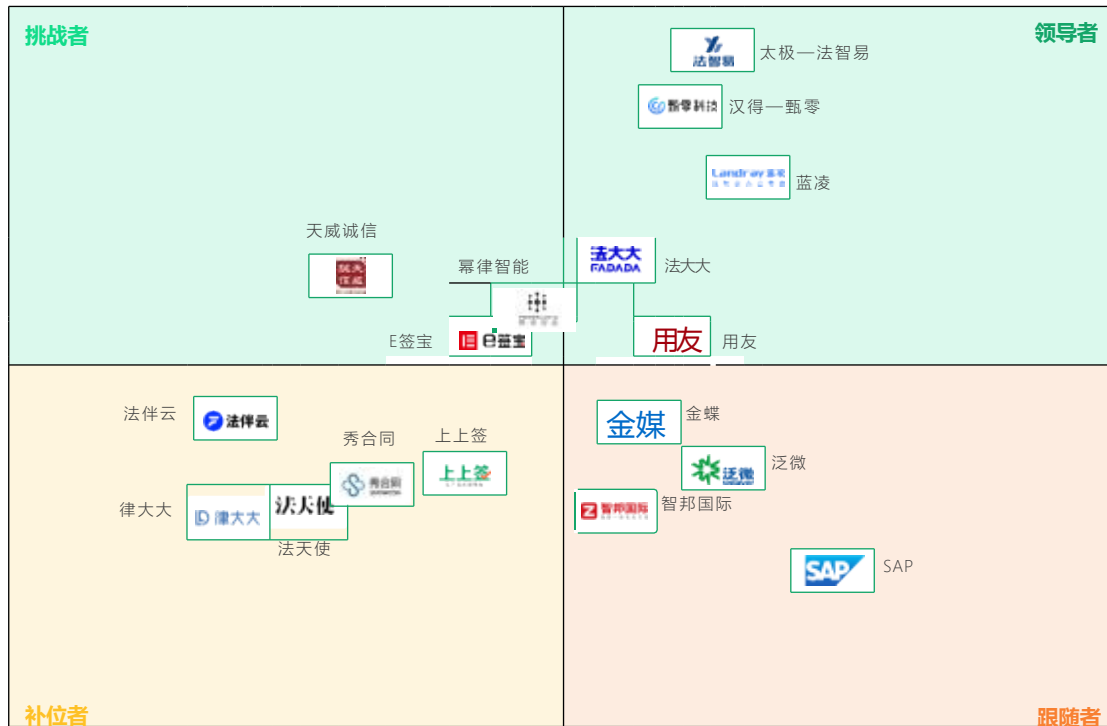 挑战者
领导者
法智易
太极—法智易
甄零科技
汉得—甄零
Landray 蓝凌
蓝凌
天威诚信
幂律智能
法大大
FADADA
法大大
E签宝
e签宝
用友
用友
法伴云
法伴云
金媒
金蝶
秀合同
上上签
秀合同
上上签
泛微
泛微
律大大
律大大
法天使
法天使
智邦国际
智邦国际
SAP
SAP
补位者
跟随者